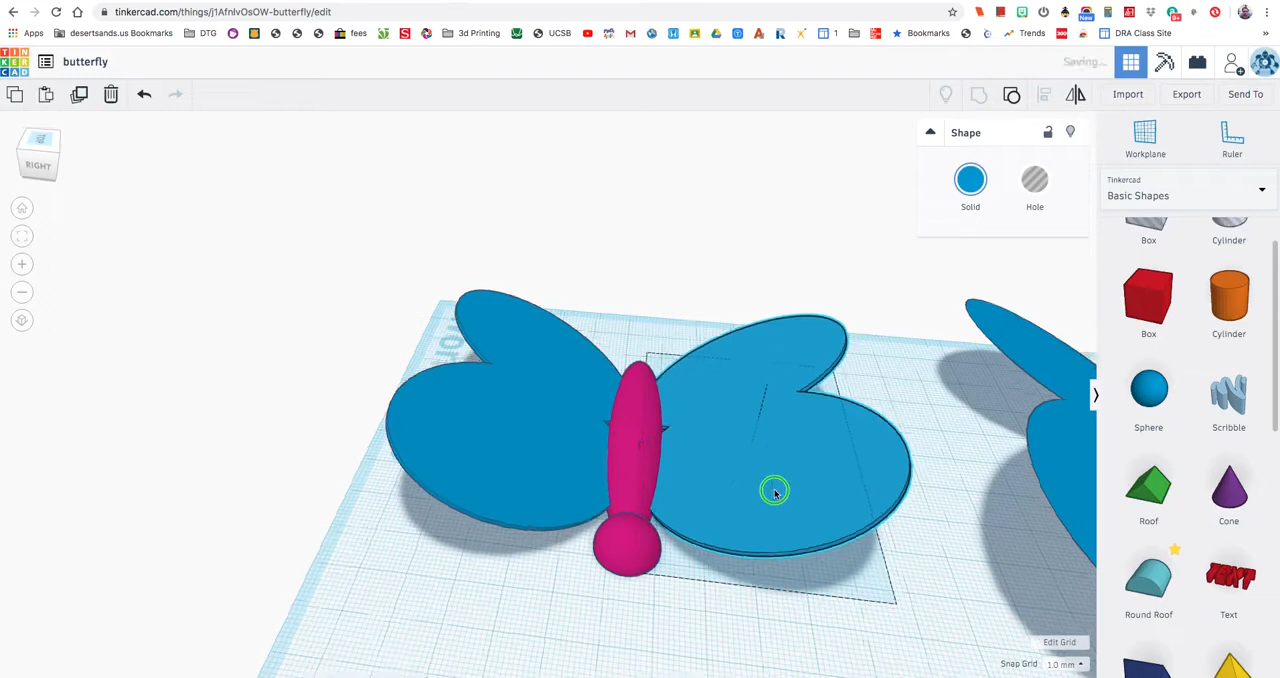 tinkercad.com/things/j1AfnlvOsOW-butterfly/edit
Apps
desertsands.us Bookmarks
DTG
fees
3d Printing
UCSB
1
Bookmarks
Trends
DRA Class Site
»
TIN
KER
CAD
butterfly
Saving...
Import
Export
Send To
RIGHT
Shape
Solid
Hole
Workplane
Ruler
Tinkercad
Basic Shapes
Box
Cylinder
Box
Cylinder
Sphere
Scribble
Roof
Cone
Round Roof
Text
TEXT
Edit Grid
Snap Grid 1.0 mm